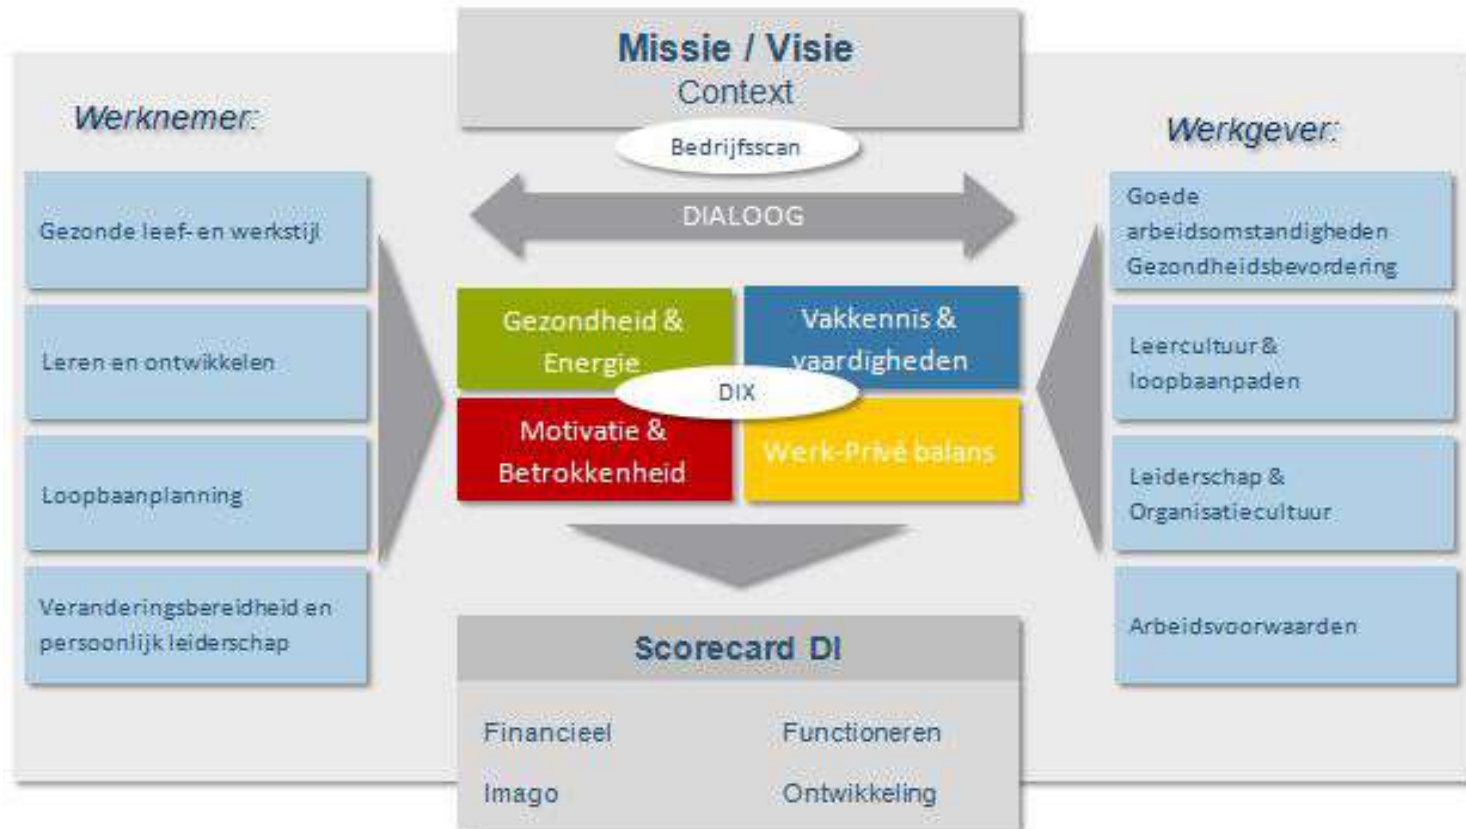 Missie / Visie
Context
Bedrijfsscan
DIALOOG
Werknemer:
Gezonde leef- en werkstijl
Leren en ontwikkelen
Loopbaanplanning
Veranderingsbereidheid en
persoonlijk leiderschap
Gezondheid &
Energie
Vakkennis &
vaardigheden
DIX
Motivatie &
Betrokkenheid
Werk-Privé balans
Werkgever:
Goede
arbeidsomstandigheden
Gezondheidsbevordering
Leercultuur &
loopbaanpaden
Leiderschap &
Organisatiecultuur
Arbeidsvoorwaarden
Scorecard DI
Financieel
Functioneren
Imago
Ontwikkeling